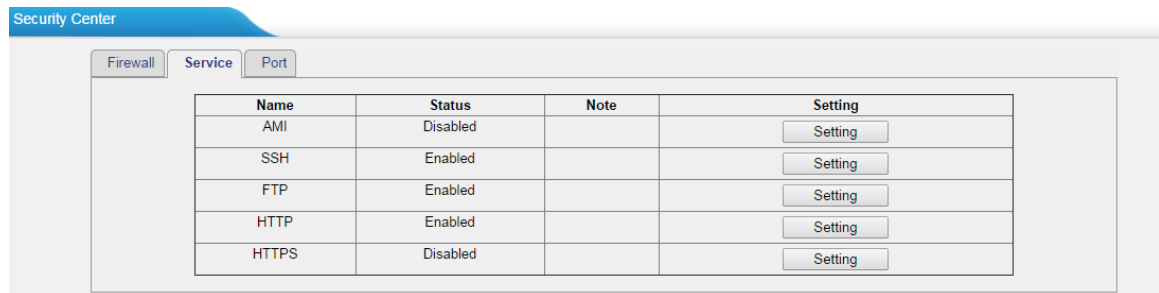 Security Center
Firewall Service Port
Name Status Note Setting
AMI Disabled Setting
SSH Enabled Setting
FTP Enabled Setting
HTTP Enabled Setting
HTTPS Disabled Setting